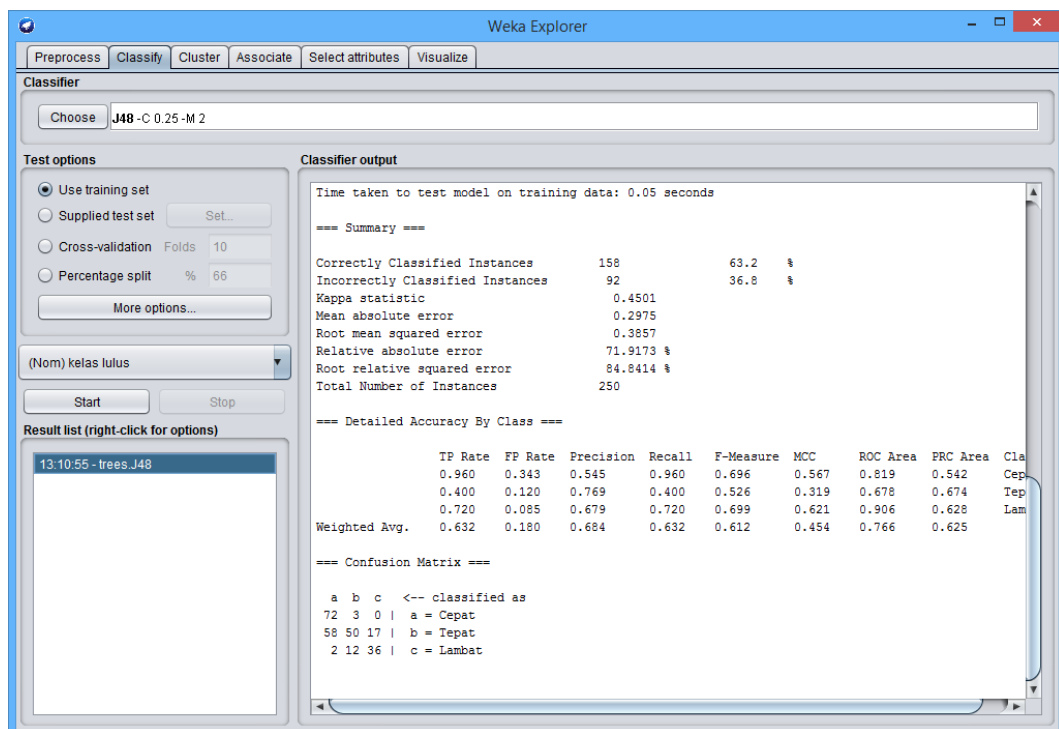 Weka Explorer
Preprocess Classify Cluster Associate Select attributes Visualize
Classifier
Choose J48 -C 0.25 -M 2
Test options
Use training set
Supplied test set Set...
Cross-validation Folds 10
Percentage split % 66
More options...
(Nom) kelas lulus
Start Stop
Result list (right-click for options)
13:10:55 - trees.J48
Classifier output
Time taken to test model on training data: 0.05 seconds
=== Summary ===
Correctly Classified Instances 158 63.2 %
Incorrectly Classified Instances 92 36.8 %
Kappa statistic 0.4501
Mean absolute error 0.2975
Root mean squared error 0.3857
Relative absolute error 71.9173 %
Root relative squared error 84.8414 %
Total Number of Instances 250
=== Detailed Accuracy By Class ===
TP Rate FP Rate Precision Recall F-Measure MCC ROC Area PRC Area Cla
0.960 0.343 0.545 0.960 0.696 0.567 0.819 0.542 Cep
0.400 0.120 0.769 0.400 0.526 0.319 0.678 0.674 Tep
0.720 0.085 0.679 0.720 0.699 0.621 0.906 0.628 Lam
Weighted Avg. 0.632 0.180 0.684 0.632 0.612 0.454 0.766 0.625
=== Confusion Matrix ===
a b c <-- classified as
72 3 0 | a = Cepat
58 50 17 | b = Tepat
2 12 36 | c = Lambat